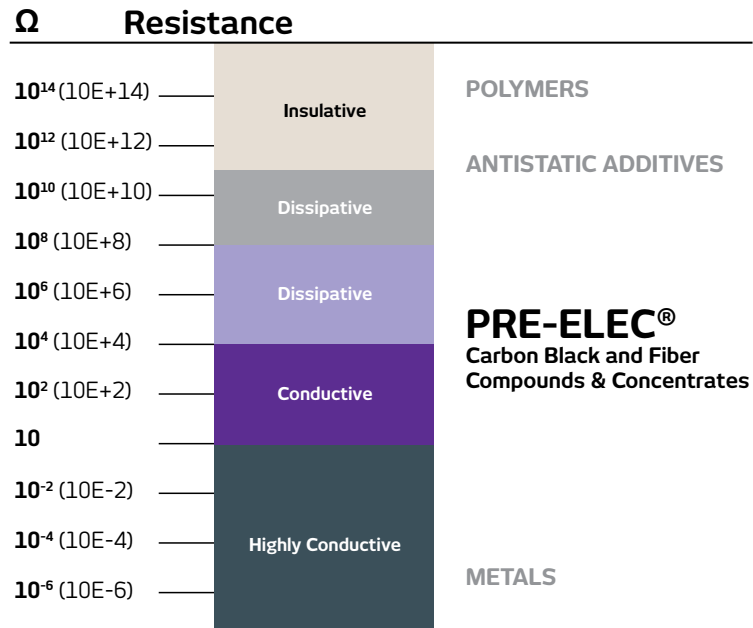 Ω Resistance
10¹⁴ (10E+14)
10¹² (10E+12)
10¹⁰ (10E+10)
10⁸ (10E+8)
10⁶ (10E+6)
10⁴ (10E+4)
10² (10E+2)
10
10⁻² (10E-2)
10⁻⁴ (10E-4)
10⁻⁶ (10E-6)
Insulative
Dissipative
Dissipative
Conductive
Highly Conductive
POLYMERS
ANTISTATIC ADDITIVES
PRE-ELEC®
Carbon Black and Fiber
Compounds & Concentrates
METALS